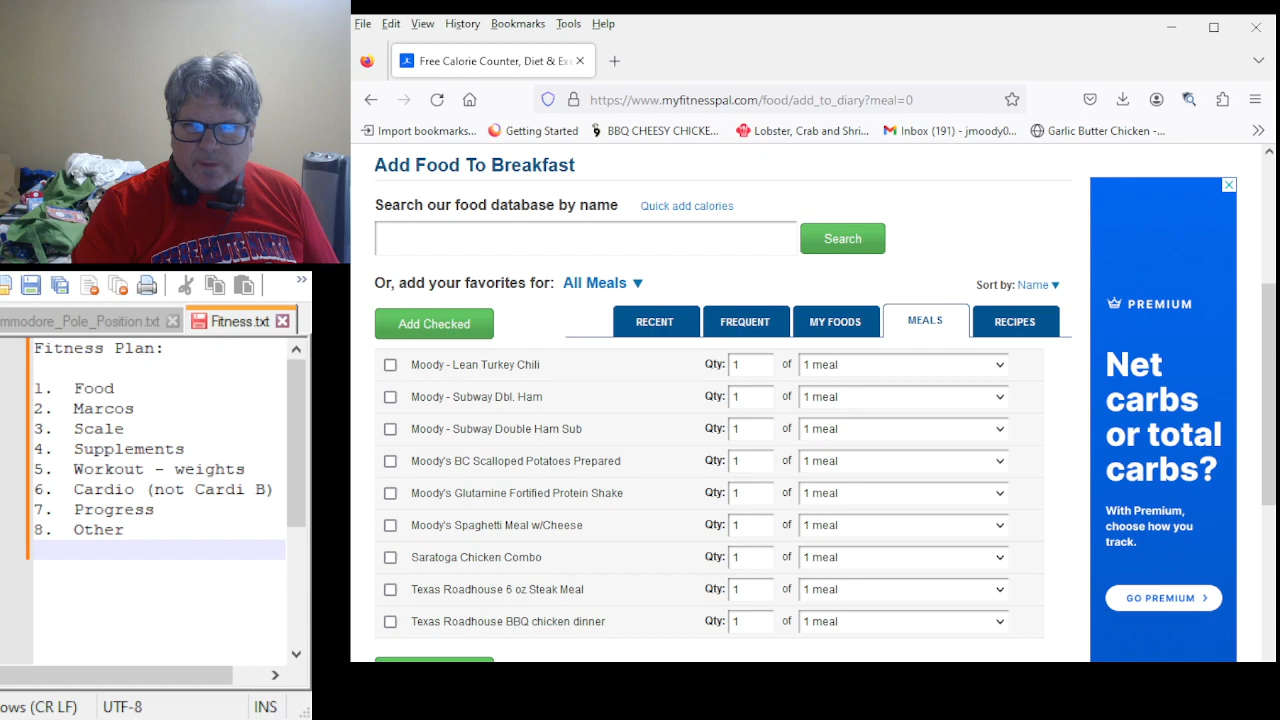 File Edit View History Bookmarks Tools Help
Free Calorie Counter, Diet & Ex
https://www.myfitnesspal.com/food/add_to_diary?meal=0
Import bookmarks... Getting Started BBQ CHEESY CHICKE... Lobster, Crab and Shri... Inbox (191) - jmoody0... Garlic Butter Chicken -...
Add Food To Breakfast
Search our food database by name Quick add calories
Search
Or, add your favorites for: All Meals ▼
Sort by: Name ▼
Add Checked
RECENT FREQUENT MY FOODS MEALS RECIPES
Moody - Lean Turkey Chili Qty: 1 of 1 meal
Moody - Subway Dbl. Ham Qty: 1 of 1 meal
Moody - Subway Double Ham Sub Qty: 1 of 1 meal
Moody's BC Scalloped Potatoes Prepared Qty: 1 of 1 meal
Moody's Glutamine Fortified Protein Shake Qty: 1 of 1 meal
Moody's Spaghetti Meal w/Cheese Qty: 1 of 1 meal
Saratoga Chicken Combo Qty: 1 of 1 meal
Texas Roadhouse 6 oz Steak Meal Qty: 1 of 1 meal
Texas Roadhouse BBQ chicken dinner Qty: 1 of 1 meal
PREMIUM
Net
carbs
or total
carbs?
With Premium,
choose how you
track.
GO PREMIUM
mmodore_Pole_Position.txt Fitness.txt
Fitness Plan:
1. Food
2. Marcos
3. Scale
4. Supplements
5. Workout - weights
6. Cardio (not Cardi B)
7. Progress
8. Other
ows (CR LF) UTF-8 INS